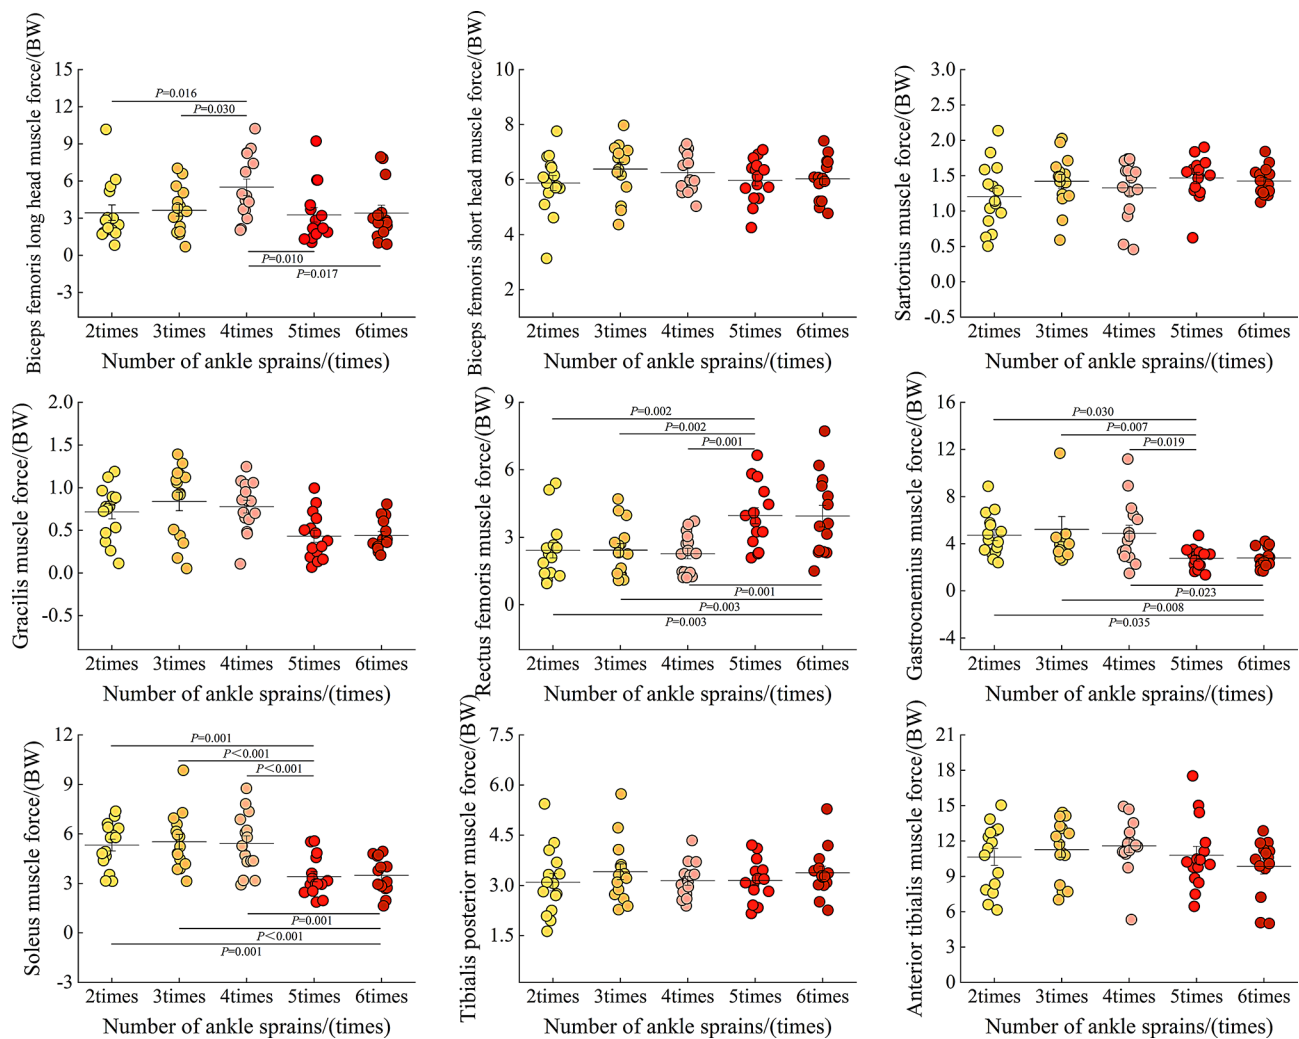 Biceps femoris long head muscle force/(BW)
15
12
9
6
3
0
-3
P=0.016
P=0.030
P=0.010
P=0.017
2times 3times 4times 5times 6times
Number of ankle sprains/(times)
Biceps femoris short head muscle force/(BW)
10
8
6
4
2
2times 3times 4times 5times 6times
Number of ankle sprains/(times)
Sartorius muscle force/(BW)
3.0
2.5
2.0
1.5
1.0
0.5
0.0
-0.5
2times 3times 4times 5times 6times
Number of ankle sprains/(times)
Gracilis muscle force/(BW)
2.0
1.5
1.0
0.5
0.0
-0.5
2times 3times 4times 5times 6times
Number of ankle sprains/(times)
Rectus femoris muscle force/(BW)
9
6
3
0
P=0.002
P=0.002
P=0.001
P=0.001
P=0.003
P=0.003
2times 3times 4times 5times 6times
Number of ankle sprains/(times)
Gastrocnemius muscle force/(BW)
16
12
8
4
0
-4
P=0.030
P=0.007
P=0.019
P=0.023
P=0.008
P=0.035
2times 3times 4times 5times 6times
Number of ankle sprains/(times)
Soleus muscle force/(BW)
12
9
6
3
0
-3
P=0.001
P<0.001
P<0.001
P=0.001
P<0.001
P=0.001
2times 3times 4times 5times 6times
Number of ankle sprains/(times)
Tibialis posterior muscle force/(BW)
7.5
6.0
4.5
3.0
1.5
2times 3times 4times 5times 6times
Number of ankle sprains/(times)
Anterior tibialis muscle force/(BW)
21
18
15
12
9
6
3
0
2times 3times 4times 5times 6times
Number of ankle sprains/(times)